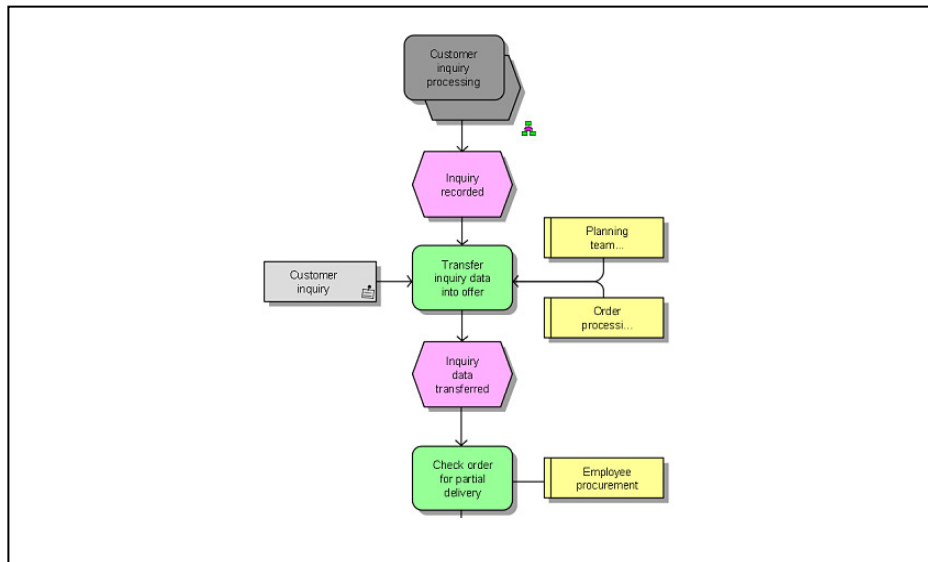 Customer
inquiry
processing
Inquiry
recorded
Planning
team...
Transfer
inquiry data
into offer
Customer
inquiry
Order
processi...
Inquiry
data
transferred
Check order
for partial
delivery
Employee
procurement